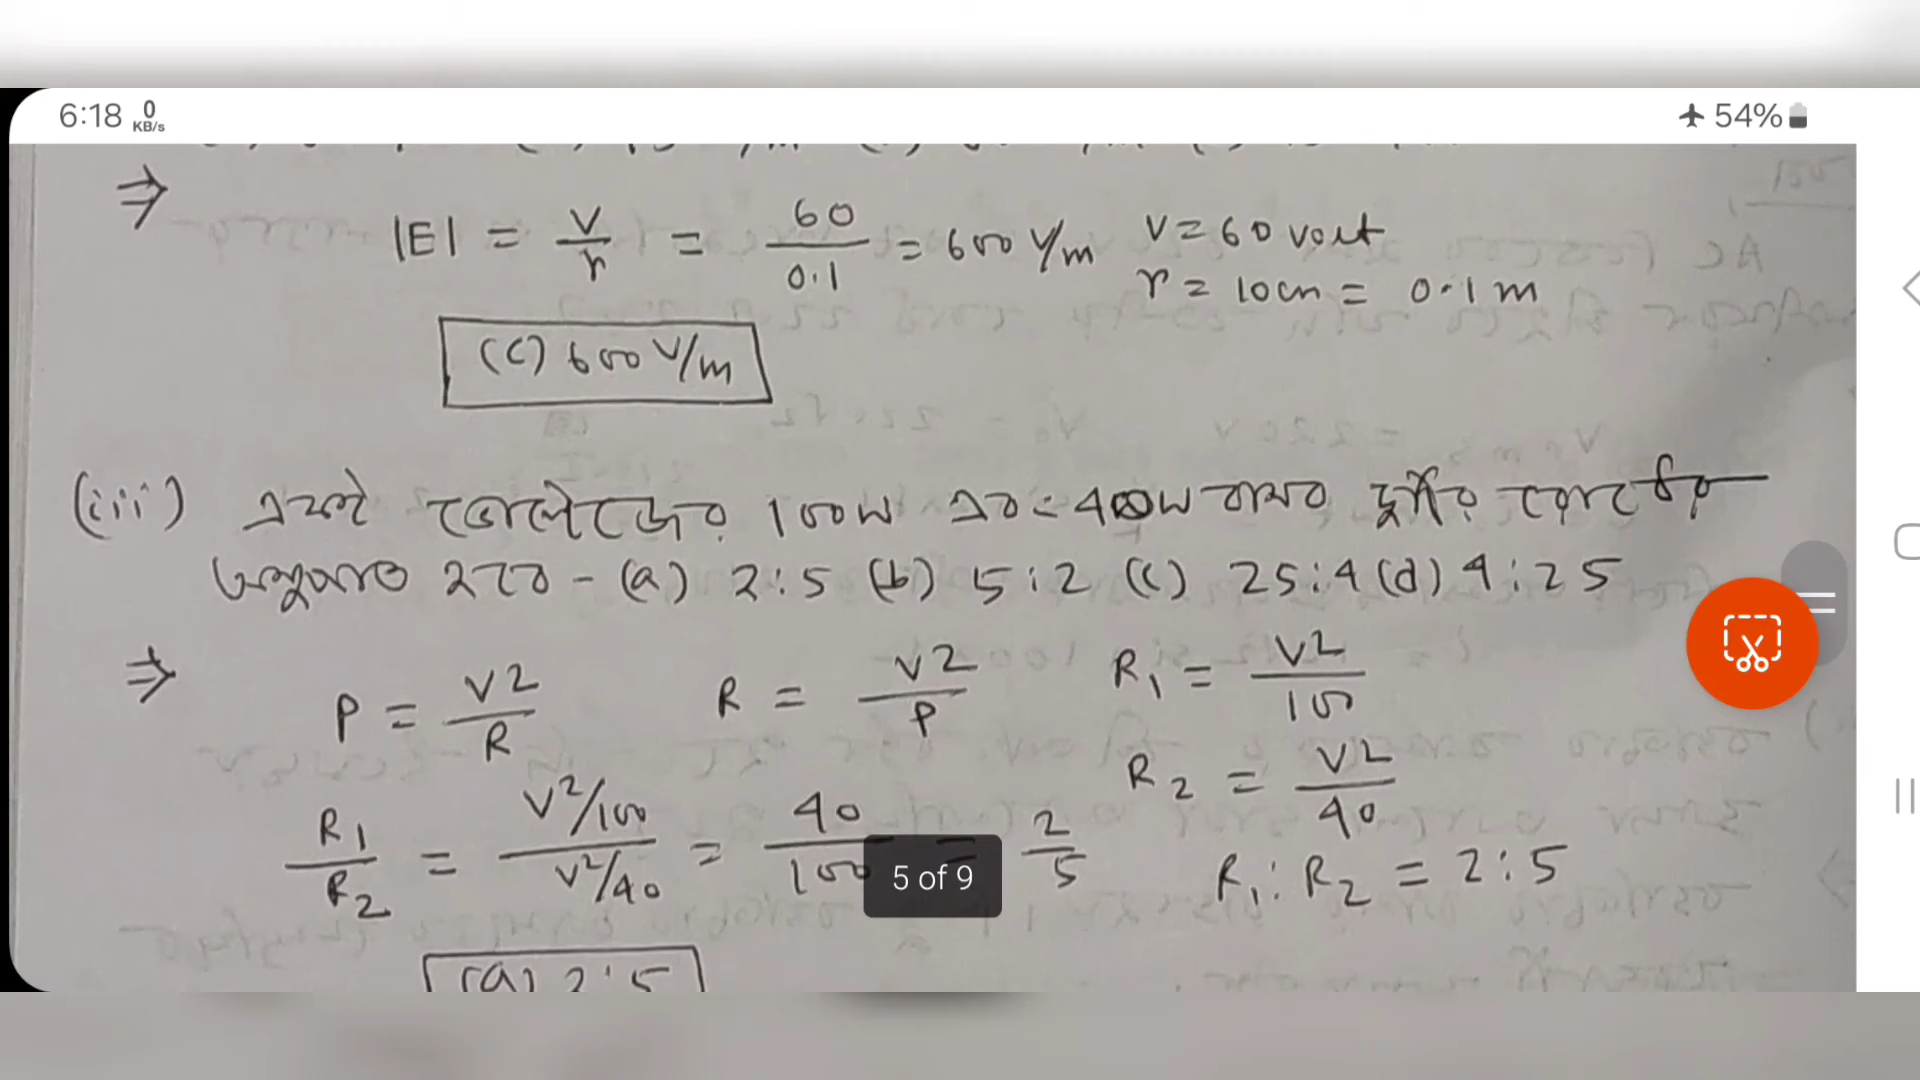 6:18 0 KB/s 54%
⇒
|E| = V/r = 60/0.1 = 600 V/m V = 60 volt
r = 10cm = 0.1 m
(C) 600 V/m
(iii) একই ভোল্টেজের 100W এবং 40W বাল্ব দুটির রোধের
অনুপাত হবে - (a) 2:5 (b) 5:2 (c) 25:4 (d) 4:25
⇒
P = V2/R R = V2/P R1 = V2/100
R2 = V2/40
R1/R2 = V²/100 / V²/40 = 40/100 = 2/5 R1 : R2 = 2:5
5 of 9
(a) 2:5